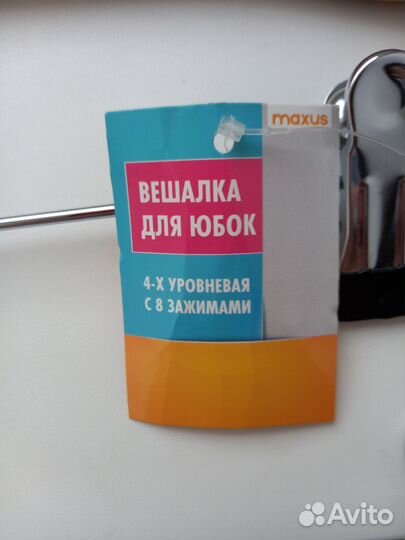 maxus
ВЕШАЛКА
ДЛЯ ЮБОК
4-Х УРОВНЕВАЯ
С 8 ЗАЖИМАМИ
Avito